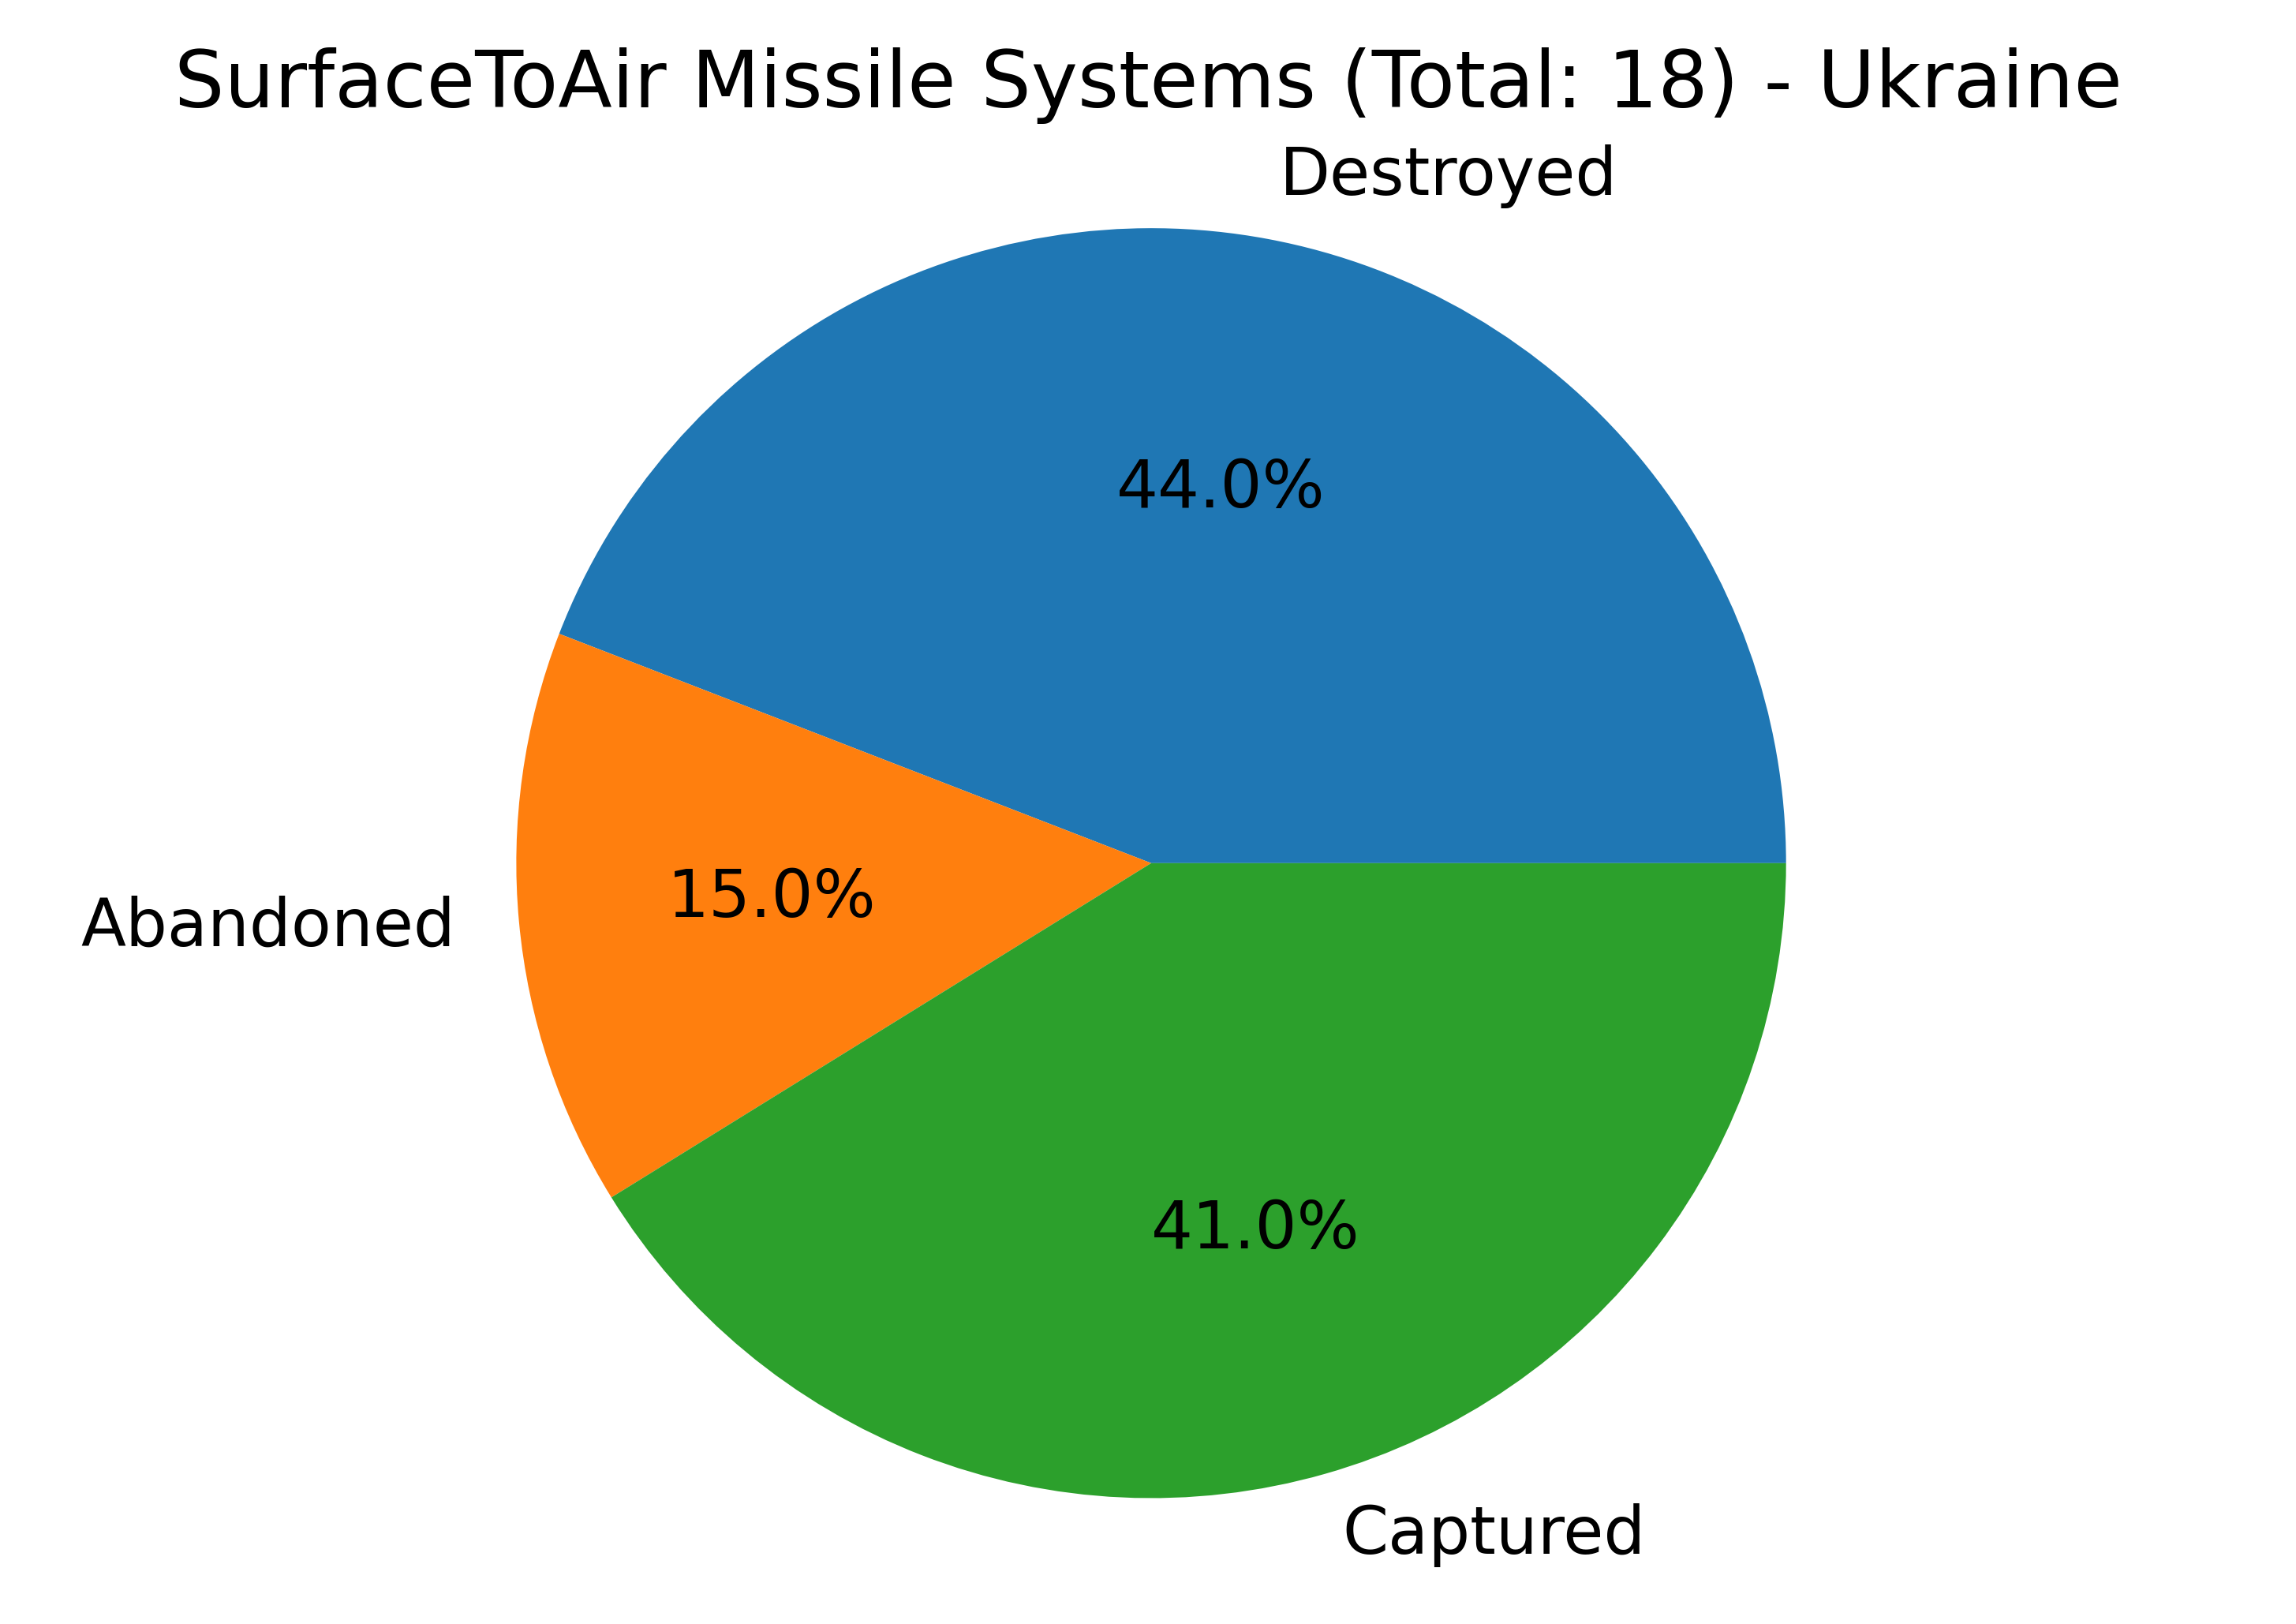 SurfaceToAir Missile Systems (Total: 18) - Ukraine
Destroyed
44.0%
15.0%
Abandoned
41.0%
Captured